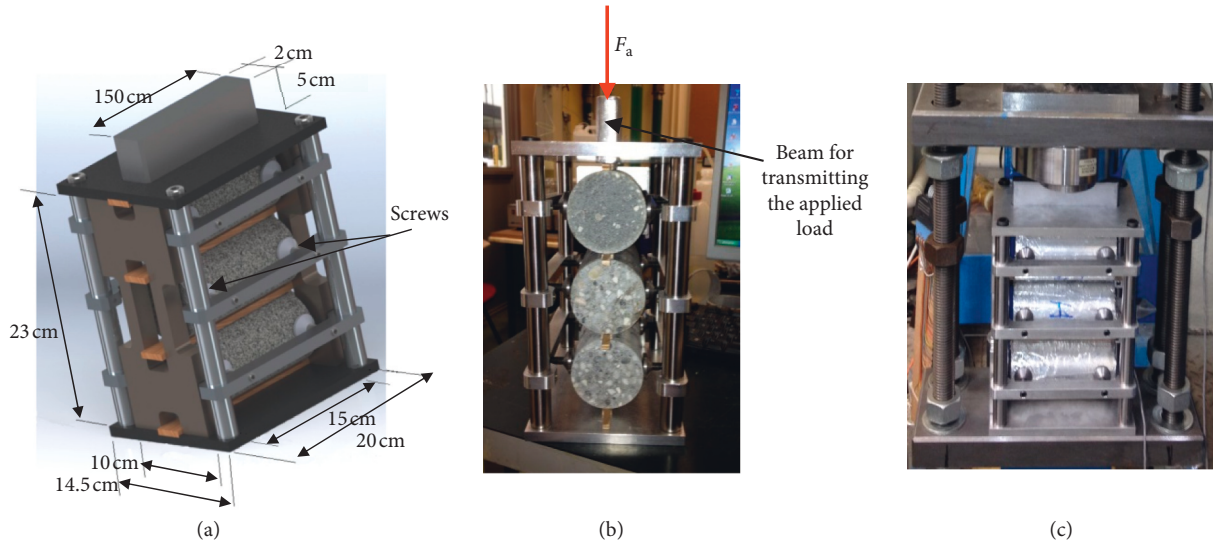 2 cm
5 cm
150 cm
Screws
23 cm
15 cm
20 cm
10 cm
14.5 cm
(a)
Fa
Beam for
transmitting
the applied
load
(b)
(c)